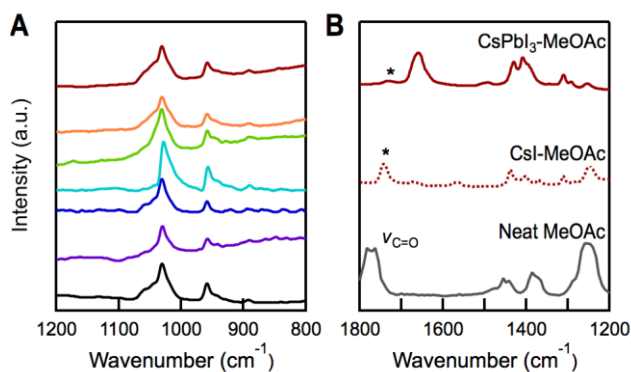 A
Intensity (a.u.)
1200 1100 1000 900 800
Wavenumber (cm⁻¹)
B
CsPbI₃-MeOAc
*
CsI-MeOAc
*
Neat MeOAc
νC=O
1800 1600 1400 1200
Wavenumber (cm⁻¹)